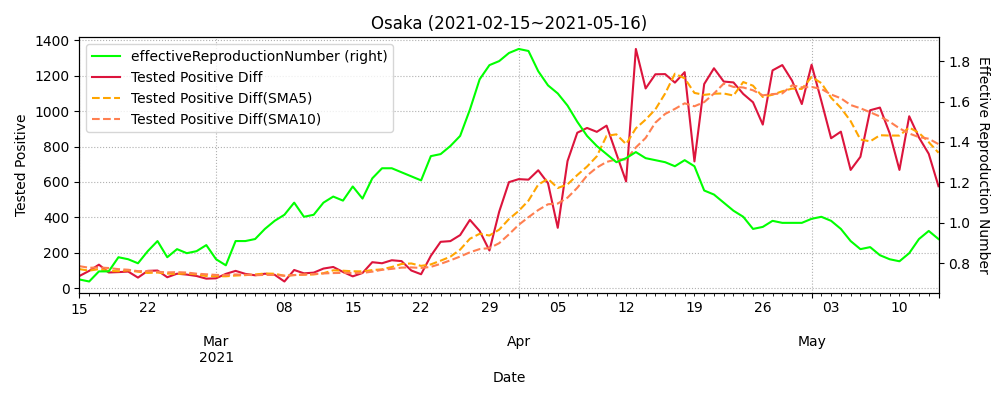 Osaka (2021-02-15~2021-05-16)
effectiveReproductionNumber (right)
Tested Positive Diff
Tested Positive Diff(SMA5)
Tested Positive Diff(SMA10)
Tested Positive
1400
1200
1000
800
600
400
200
0
Effective Reproduction Number
1.8
1.6
1.4
1.2
1.0
0.8
15 22 08 15 22 29 05 12 19 26 03 10
Mar Apr May
2021
Date